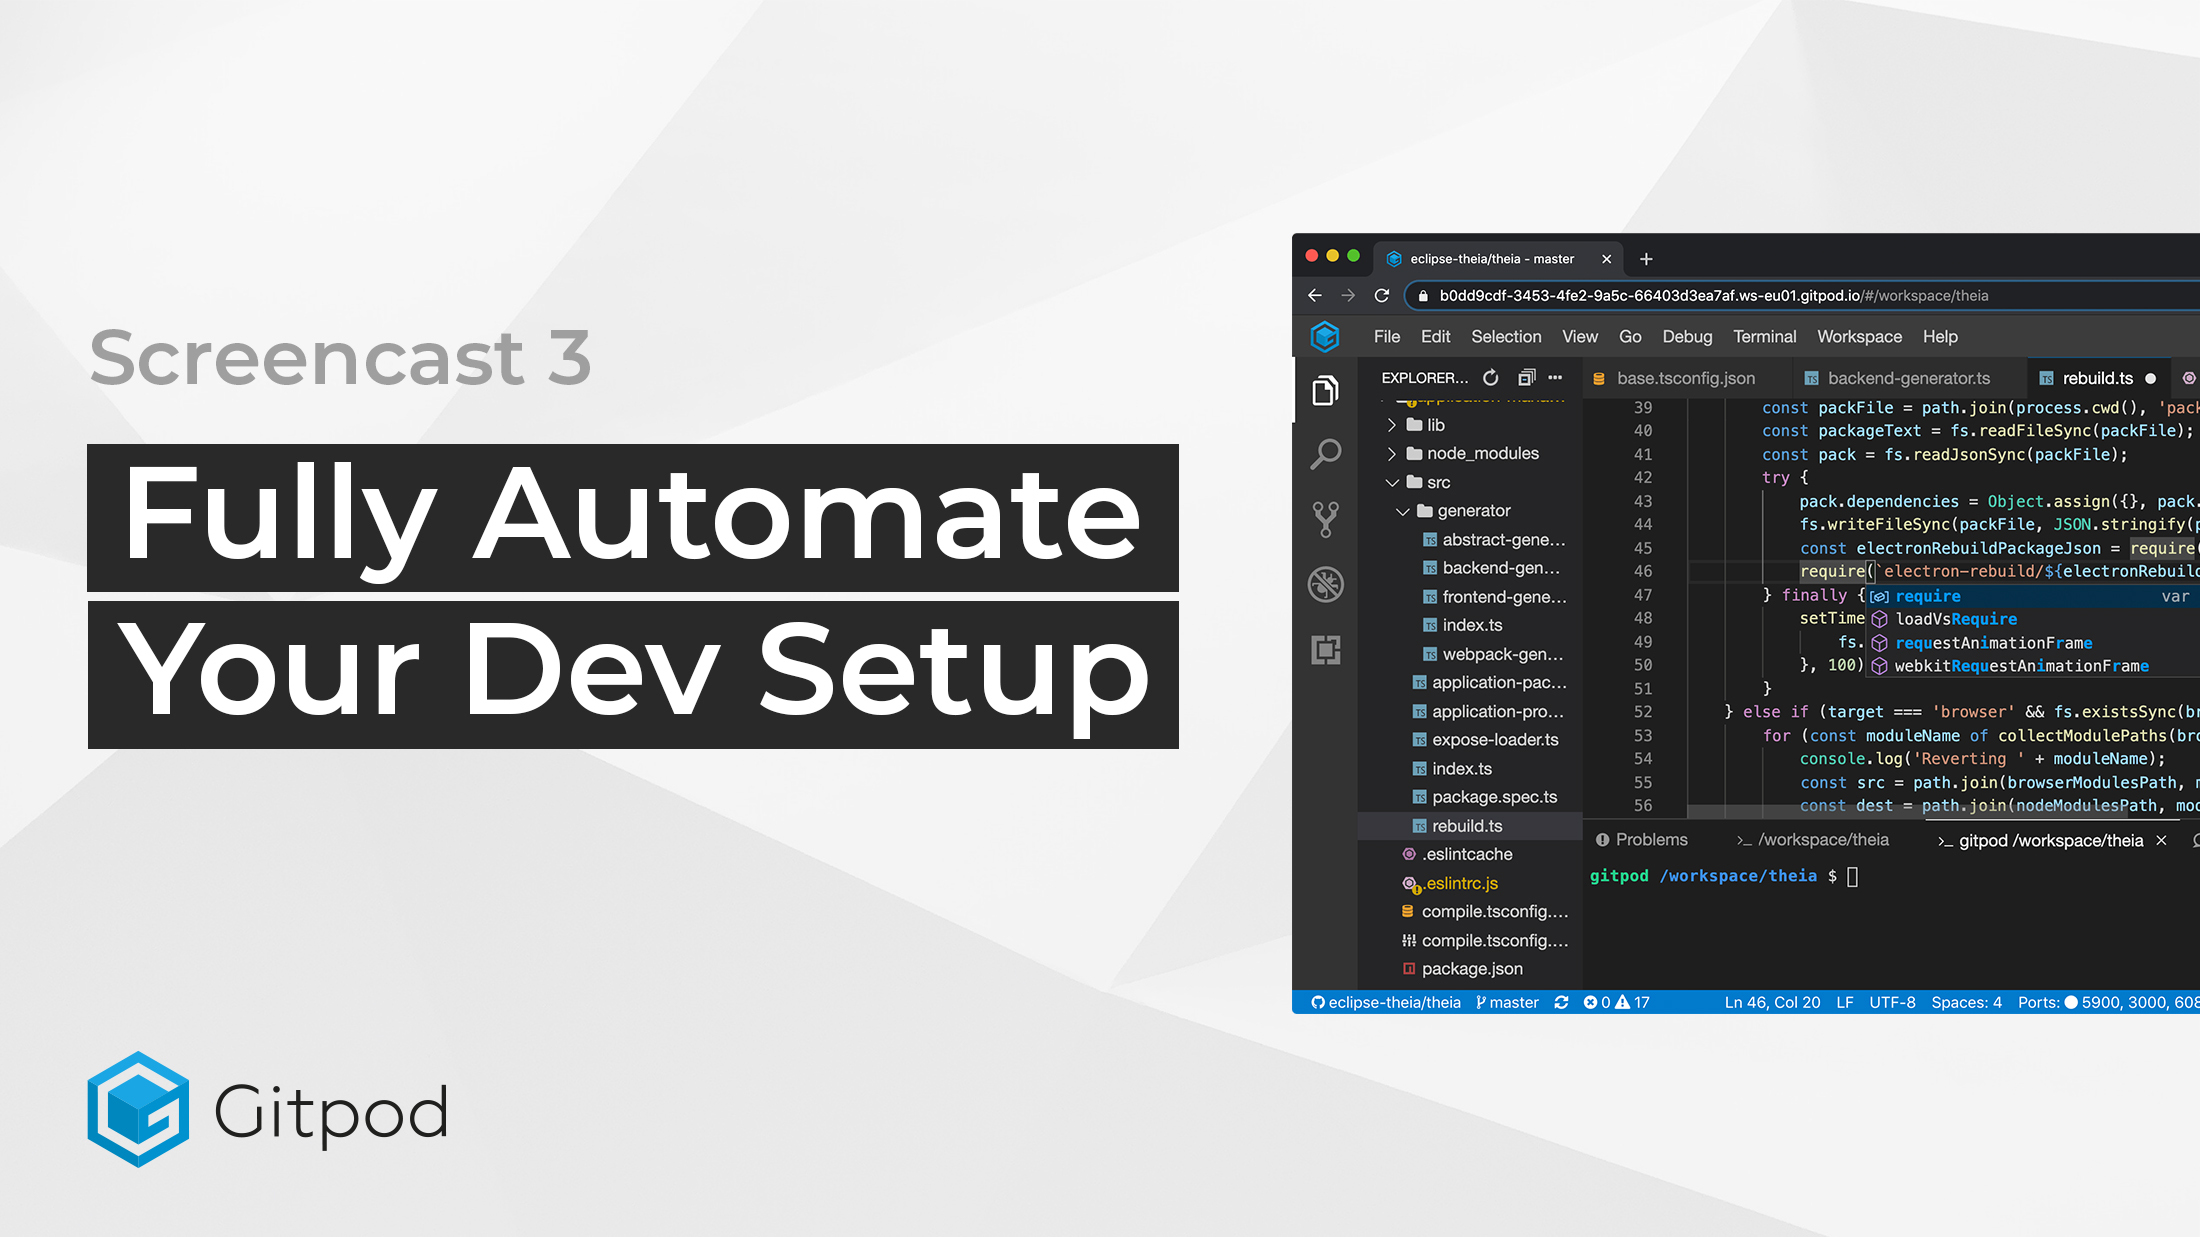 Screencast 3
Fully Automate
Your Dev Setup
Gitpod
eclipse-theia/theia - master
b0dd9cdf-3453-4fe2-9a5c-66403d3ea7af.ws-eu01.gitpod.io/#/workspace/theia
File Edit Selection View Go Debug Terminal Workspace Help
EXPLORER...
lib
node_modules
src
generator
abstract-gene...
backend-gen...
frontend-gene...
index.ts
webpack-gen...
application-pac...
application-pro...
expose-loader.ts
index.ts
package.spec.ts
rebuild.ts
.eslintcache
.eslintrc.js
compile.tsconfig....
compile.tsconfig....
package.json
base.tsconfig.json backend-generator.ts rebuild.ts
39 const packFile = path.join(process.cwd(), 'pack
40 const packageText = fs.readFileSync(packFile);
41 const pack = fs.readJsonSync(packFile);
42 try {
43 pack.dependencies = Object.assign({}, pack.
44 fs.writeFileSync(packFile, JSON.stringify(p
45 const electronRebuildPackageJson = require(
46 require(`electron-rebuild/${electronRebuild
47 } finally {
48 setTime
49 fs.
50 }, 100)
51 }
52 } else if (target === 'browser' && fs.existsSync(br
53 for (const moduleName of collectModulePaths(bro
54 console.log('Reverting ' + moduleName);
55 const src = path.join(browserModulesPath, m
56 const dest = path.join(nodeModulesPath, mod
require var
loadVsRequire
requestAnimationFrame
webkitRequestAnimationFrame
Problems >_ /workspace/theia >_ gitpod /workspace/theia
gitpod /workspace/theia $
eclipse-theia/theia master 0 17 Ln 46, Col 20 LF UTF-8 Spaces: 4 Ports: 5900, 3000, 608